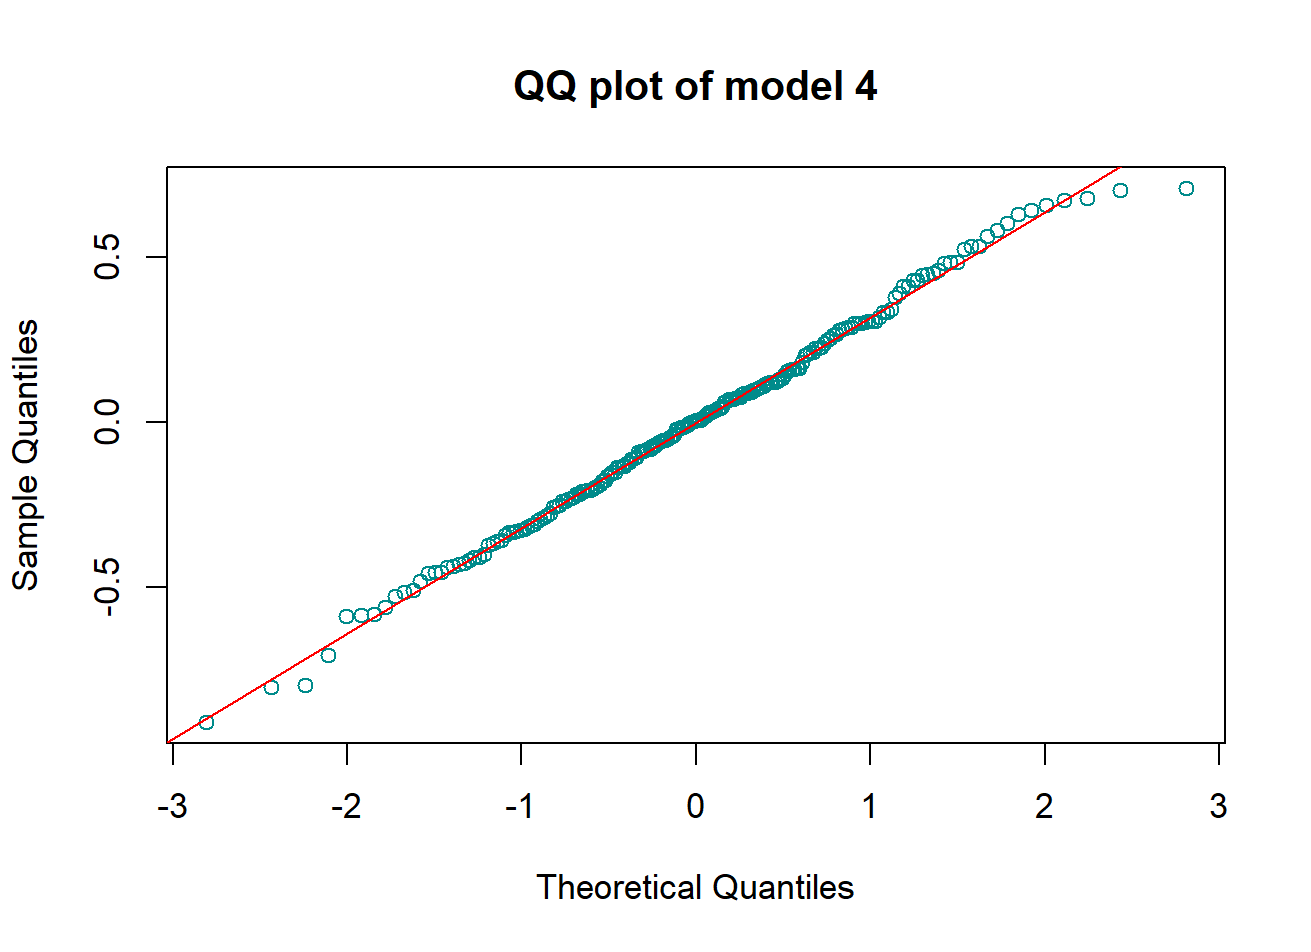 QQ plot of model 4
Sample Quantiles
0.5
0.0
-0.5
-3 -2 -1 0 1 2 3
Theoretical Quantiles